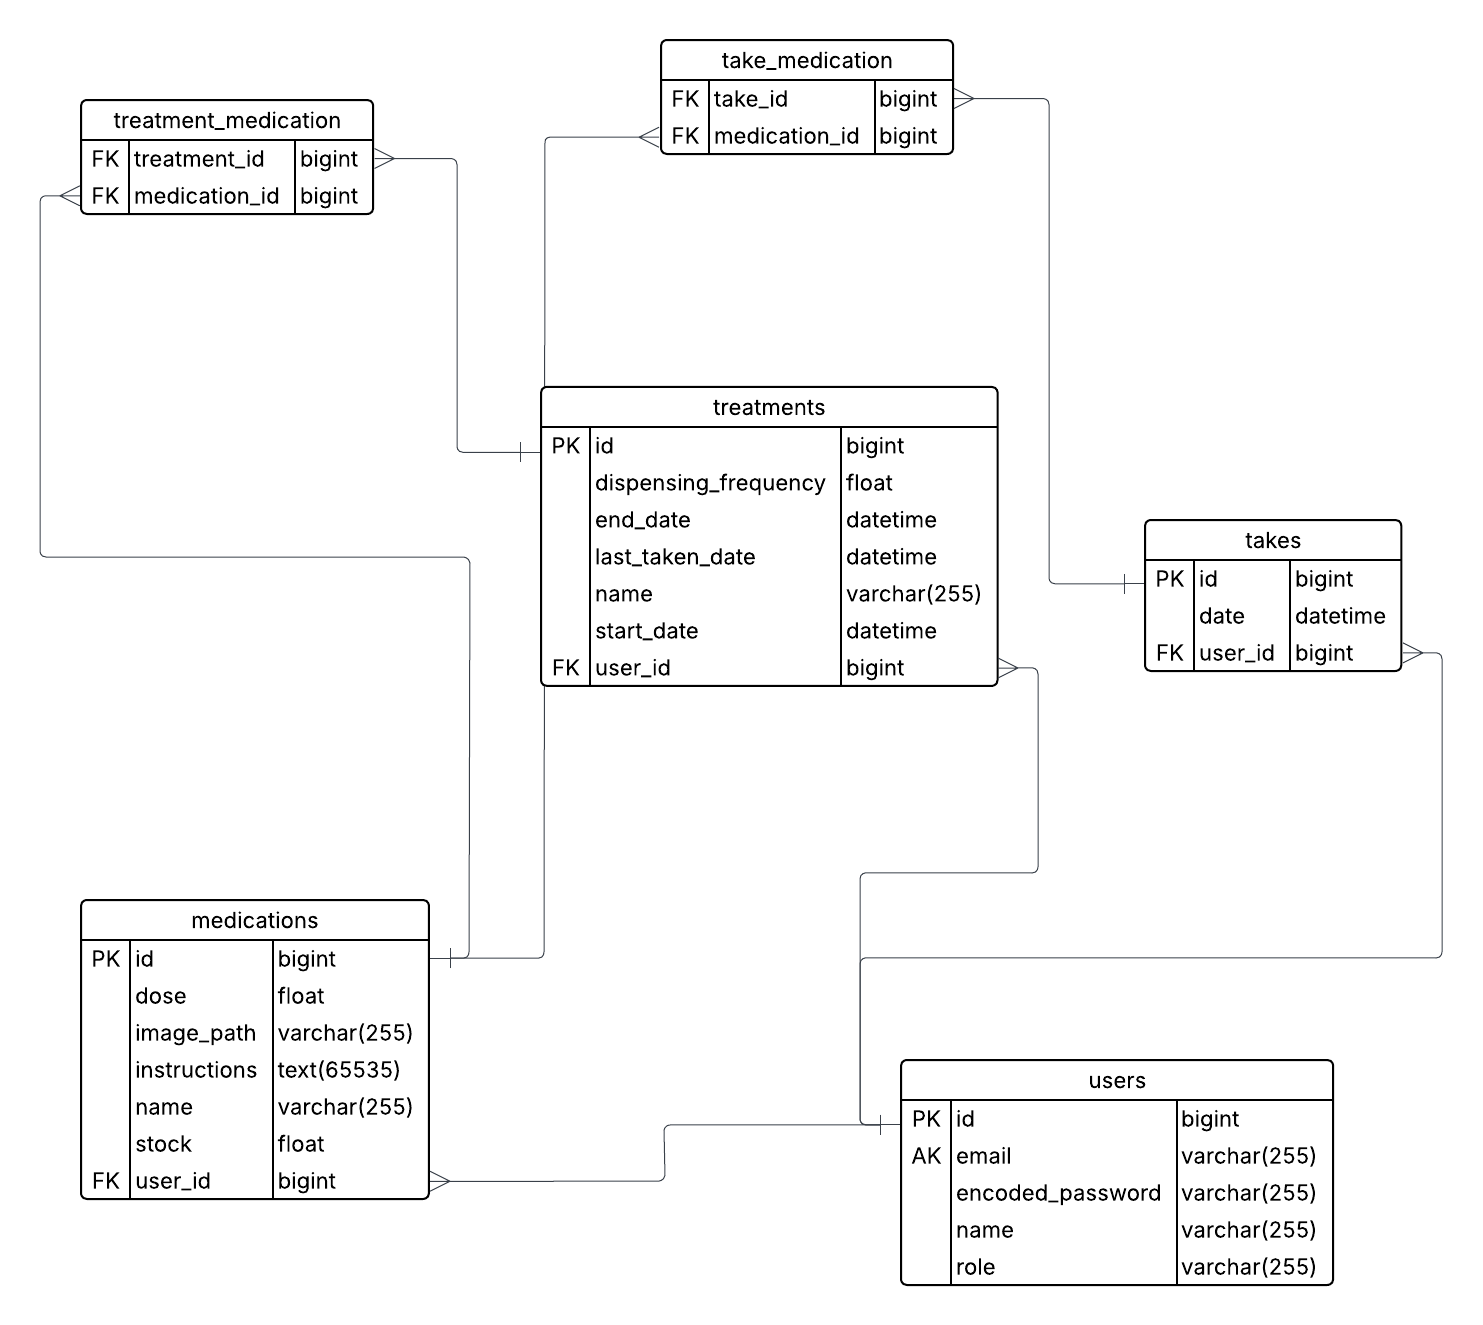 take_medication
FK take_id bigint
FK medication_id bigint
treatment_medication
FK treatment_id bigint
FK medication_id bigint
treatments
PK id bigint
dispensing_frequency float
end_date datetime
last_taken_date datetime
name varchar(255)
start_date datetime
FK user_id bigint
takes
PK id bigint
date datetime
FK user_id bigint
medications
PK id bigint
dose float
image_path varchar(255)
instructions text(65535)
name varchar(255)
stock float
FK user_id bigint
users
PK id bigint
AK email varchar(255)
encoded_password varchar(255)
name varchar(255)
role varchar(255)